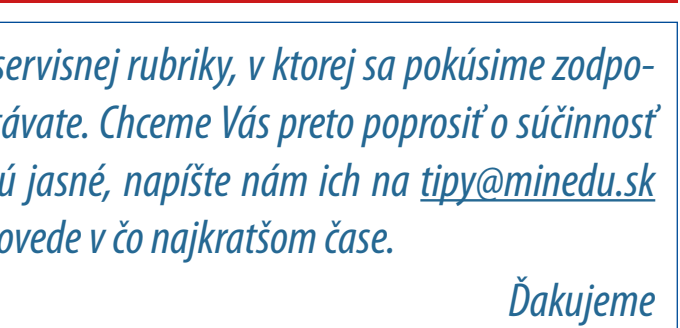 servisnej rubriky, v ktorej sa pokúsime zodpo-
távate. Chceme Vás preto poprosiť o súčinnosť
ú jasné, napíšte nám ich na tipy@minedu.sk
ovede v čo najkratšom čase.
Ďakujeme